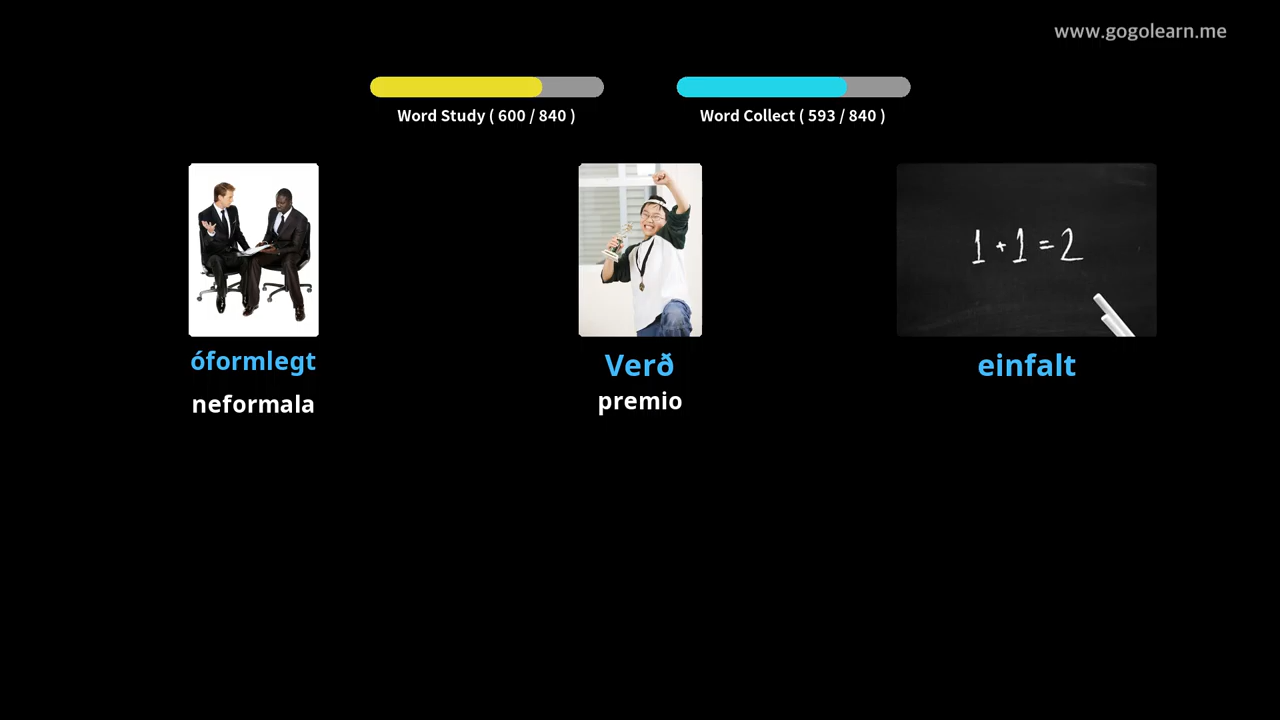 www.gogolearn.me
Word Study ( 600 / 840 )
Word Collect ( 593 / 840 )
1 + 1 = 2
óformlegt
Verð
einfalt
neformala
premio